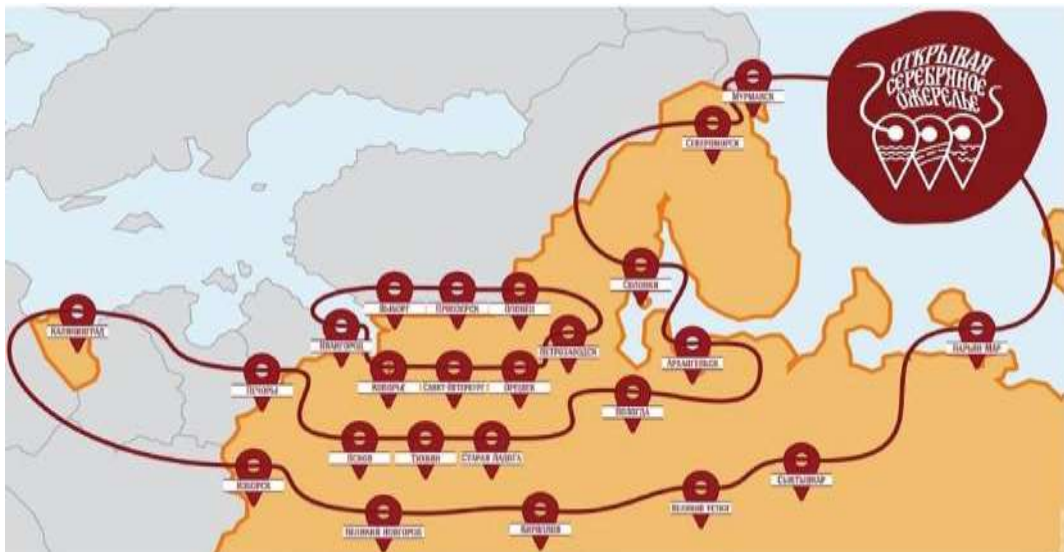 ОТКРЫВАЯ
СЕРЕБРЯНОЕ
ОЖЕРЕЛЬЕ
МУРМАНСК
СЕВЕРОМОРСК
СОЛОВКИ
ВЫБОРГ
ПРИОЗЕРСК
ОЛОНЕЦ
КАЛИНИНГРАД
ИВАНГОРОД
ПЕТРОЗАВОДСК
НАРЬЯН МАР
АРХАНГЕЛЬСК
ПЕЧОРЫ
КОПОРЬЕ
САНКТ-ПЕТЕРБУРГ
ОРЕШЕК
ВОЛОГДА
ПСКОВ
ТИХВИН
СТАРАЯ ЛАДОГА
ИЗБОРСК
СЫКТЫВКАР
ВЕЛИКИЙ УСТЮГ
ВЕЛИКИЙ НОВГОРОД
КИРИЛЛОВ